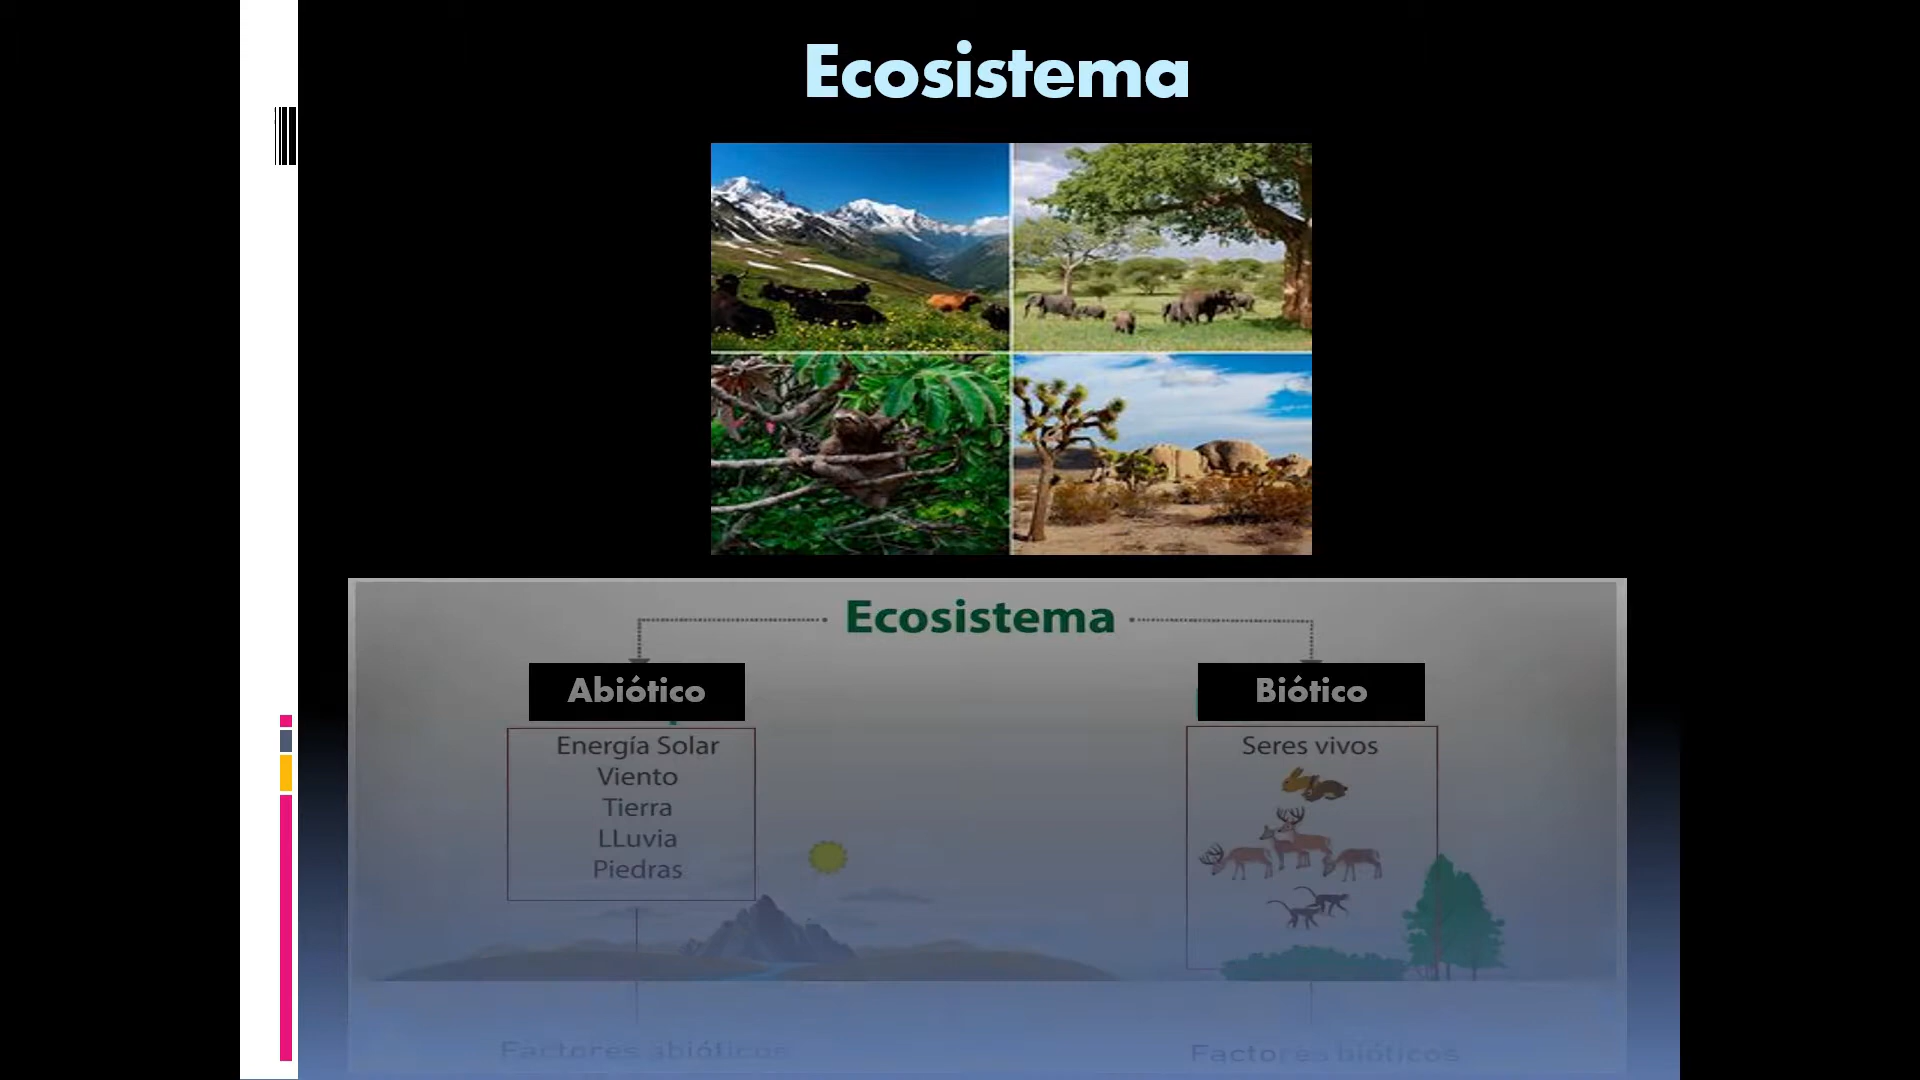 Ecosistema
Ecosistema
Abiótico
Biótico
Energía Solar
Viento
Tierra
LLuvia
Piedras
Seres vivos
Factores abióticos
Factores bióticos